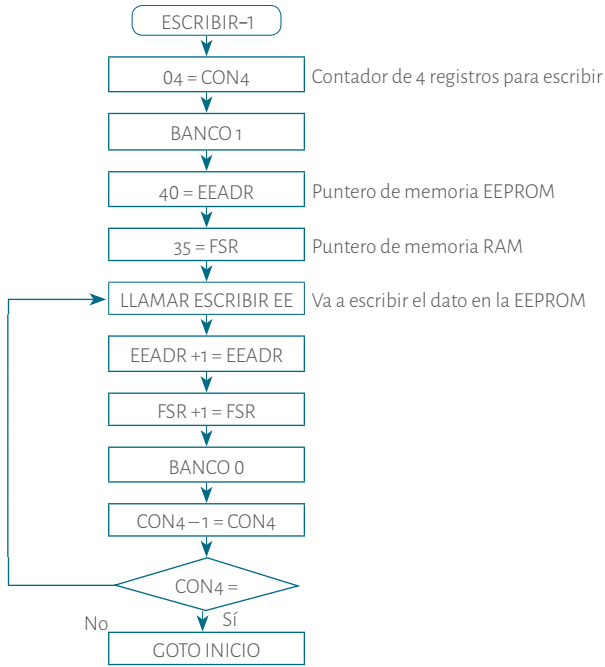 ESCRIBIR–1
04 = CON4
Contador de 4 registros para escribir
BANCO 1
40 = EEADR
Puntero de memoria EEPROM
35 = FSR
Puntero de memoria RAM
LLAMAR ESCRIBIR EE
Va a escribir el dato en la EEPROM
EEADR +1 = EEADR
FSR +1 = FSR
BANCO 0
CON4 – 1 = CON4
CON4 =
No
Sí
GOTO INICIO